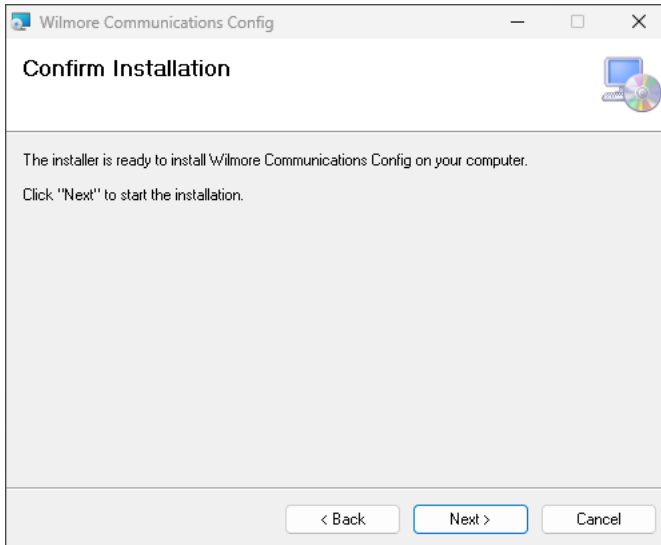 Wilmore Communications Config
Confirm Installation
The installer is ready to install Wilmore Communications Config on your computer.
Click "Next" to start the installation.
< Back
Next >
Cancel